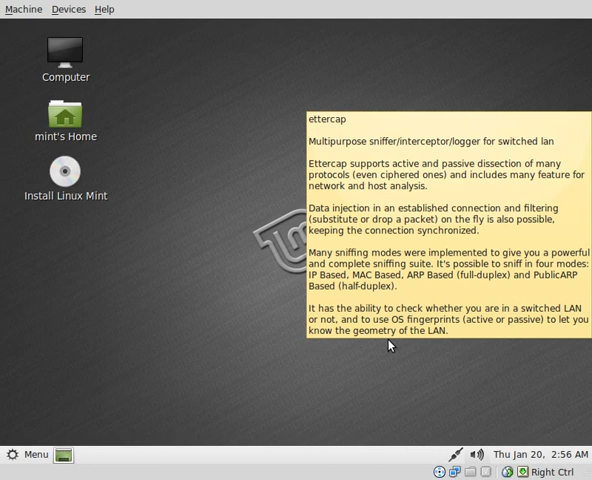 Machine Devices Help
Computer
mint's Home
Install Linux Mint
ettercap
Multipurpose sniffer/interceptor/logger for switched lan
Ettercap supports active and passive dissection of many
protocols (even ciphered ones) and includes many feature for
network and host analysis.
Data injection in an established connection and filtering
(substitute or drop a packet) on the fly is also possible,
keeping the connection synchronized.
Many sniffing modes were implemented to give you a powerful
and complete sniffing suite. It's possible to sniff in four modes:
IP Based, MAC Based, ARP Based (full-duplex) and PublicARP
Based (half-duplex).
It has the ability to check whether you are in a switched LAN
or not, and to use OS fingerprints (active or passive) to let you
know the geometry of the LAN.
Menu
Thu Jan 20, 2:56 AM
Right Ctrl